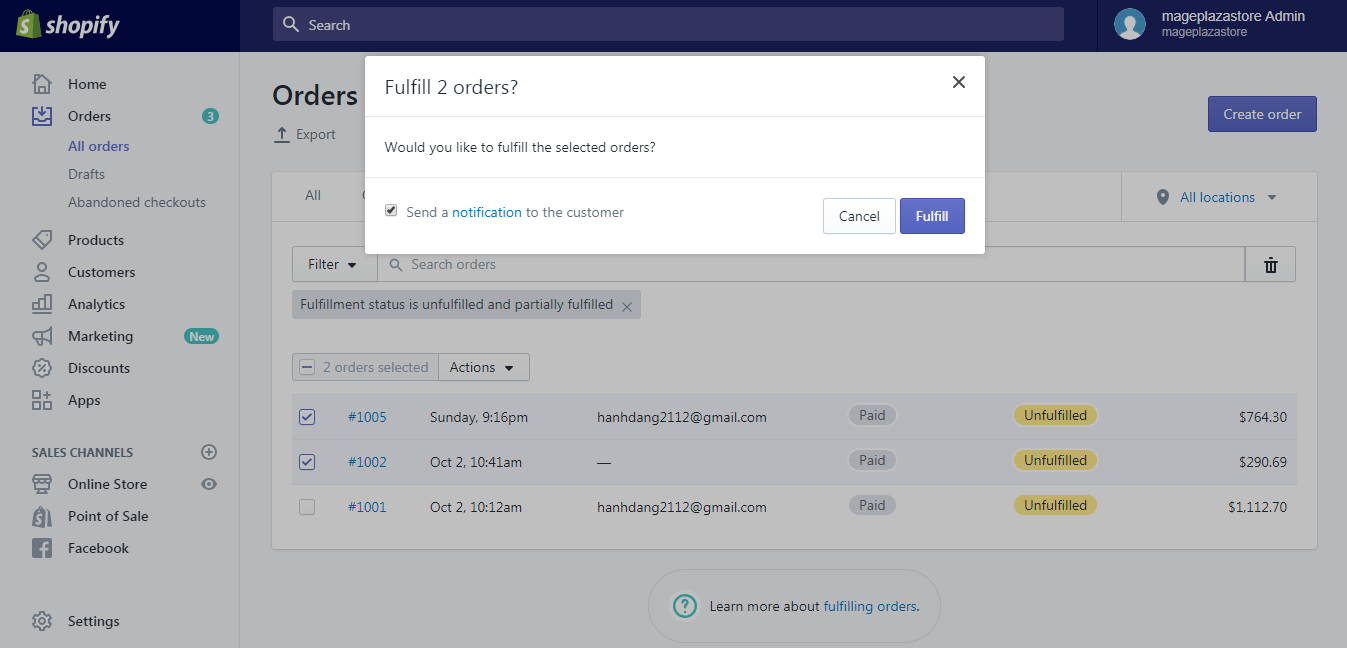 shopify
Search
mageplazastore Admin
mageplazastore
Home
Orders 3
All orders
Drafts
Abandoned checkouts
Products
Customers
Analytics
Marketing New
Discounts
Apps
SALES CHANNELS
Online Store
Point of Sale
Facebook
Settings
Orders
Export
Create order
Fulfill 2 orders?
Would you like to fulfill the selected orders?
Send a notification to the customer
Cancel Fulfill
All
All locations
Filter Search orders
Fulfillment status is unfulfilled and partially fulfilled
2 orders selected Actions
#1005 Sunday, 9:16pm hanhdang2112@gmail.com Paid Unfulfilled $764.30
#1002 Oct 2, 10:41am — Paid Unfulfilled $290.69
#1001 Oct 2, 10:12am hanhdang2112@gmail.com Paid Unfulfilled $1,112.70
Learn more about fulfilling orders.